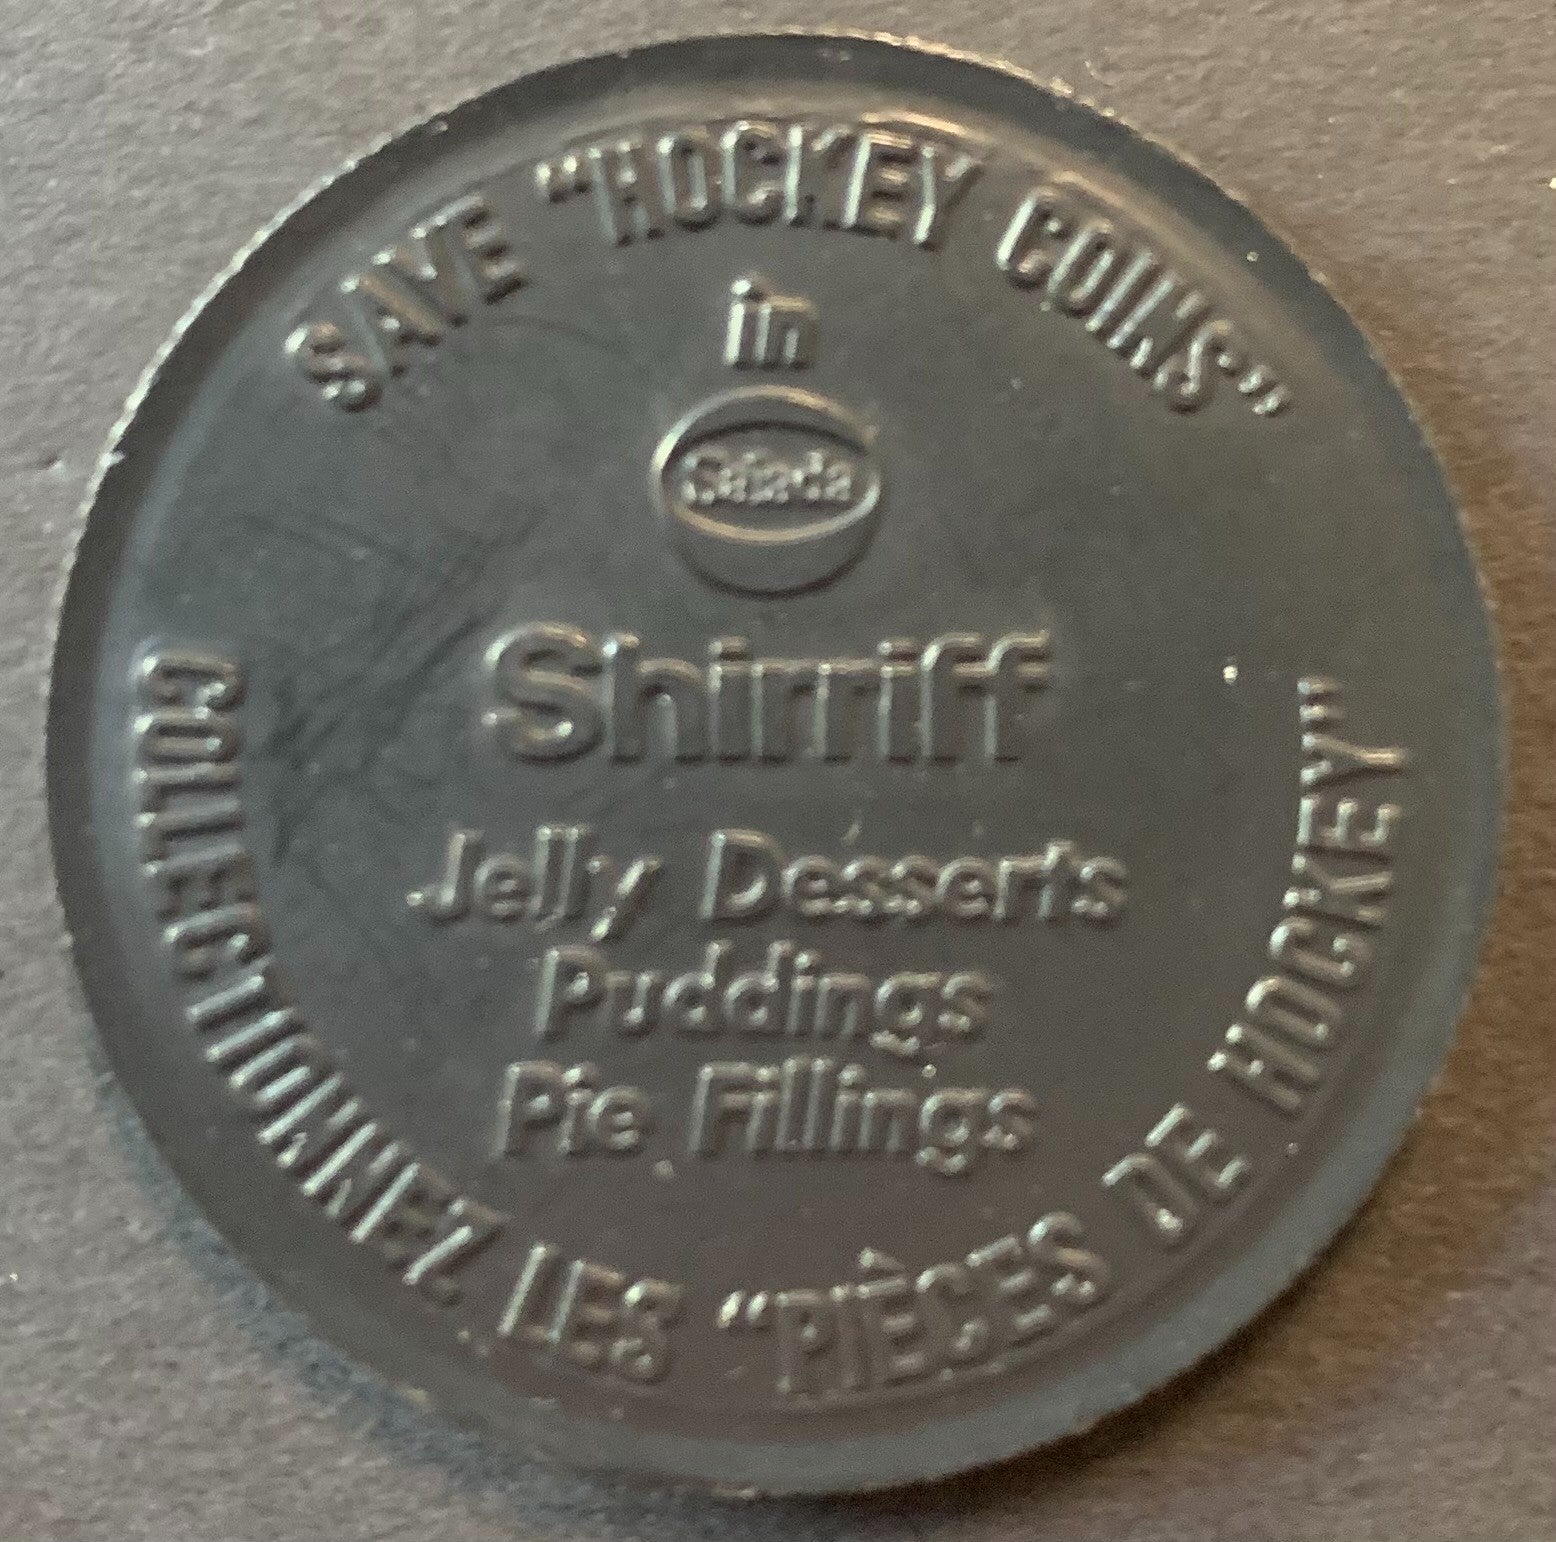 SAVE "HOCKEY COINS"
in
Salada
Shirriff
Jelly Desserts
Puddings
Pie Fillings
COLLECTIONNEZ LES "PIÈCES DE HOCKEY"